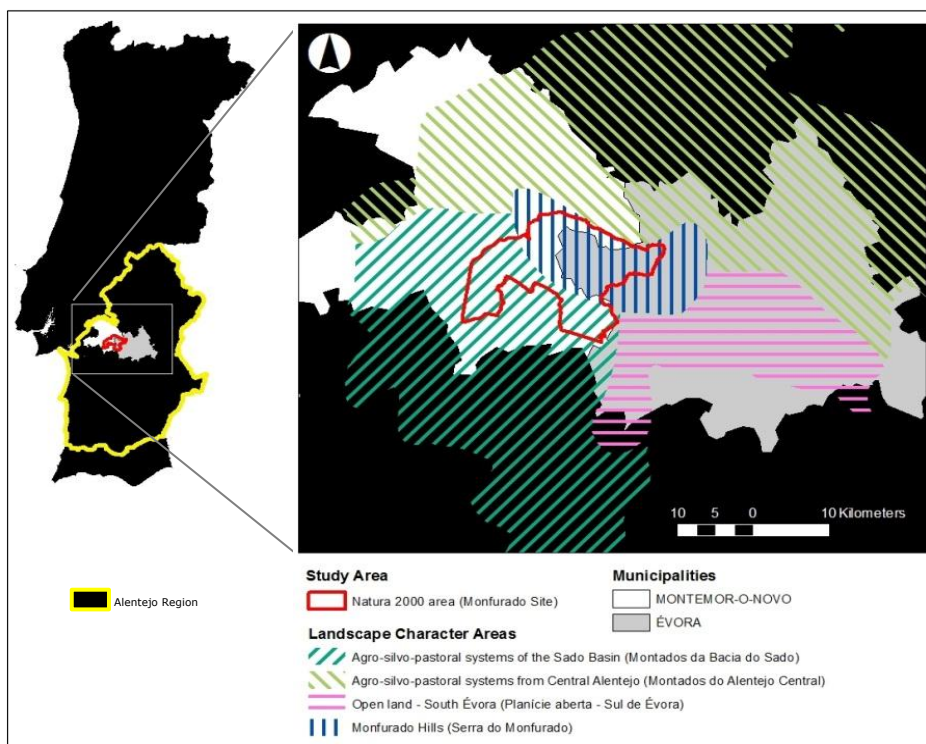 10 5 0 10 Kilometers
Alentejo Region
Study Area
Natura 2000 area (Monfurado Site)
Municipalities
MONTEMOR-O-NOVO
ÉVORA
Landscape Character Areas
Agro-silvo-pastoral systems of the Sado Basin (Montados da Bacia do Sado)
Agro-silvo-pastoral systems from Central Alentejo (Montados do Alentejo Central)
Open land - South Évora (Planície aberta - Sul de Évora)
Monfurado Hills (Serra do Monfurado)